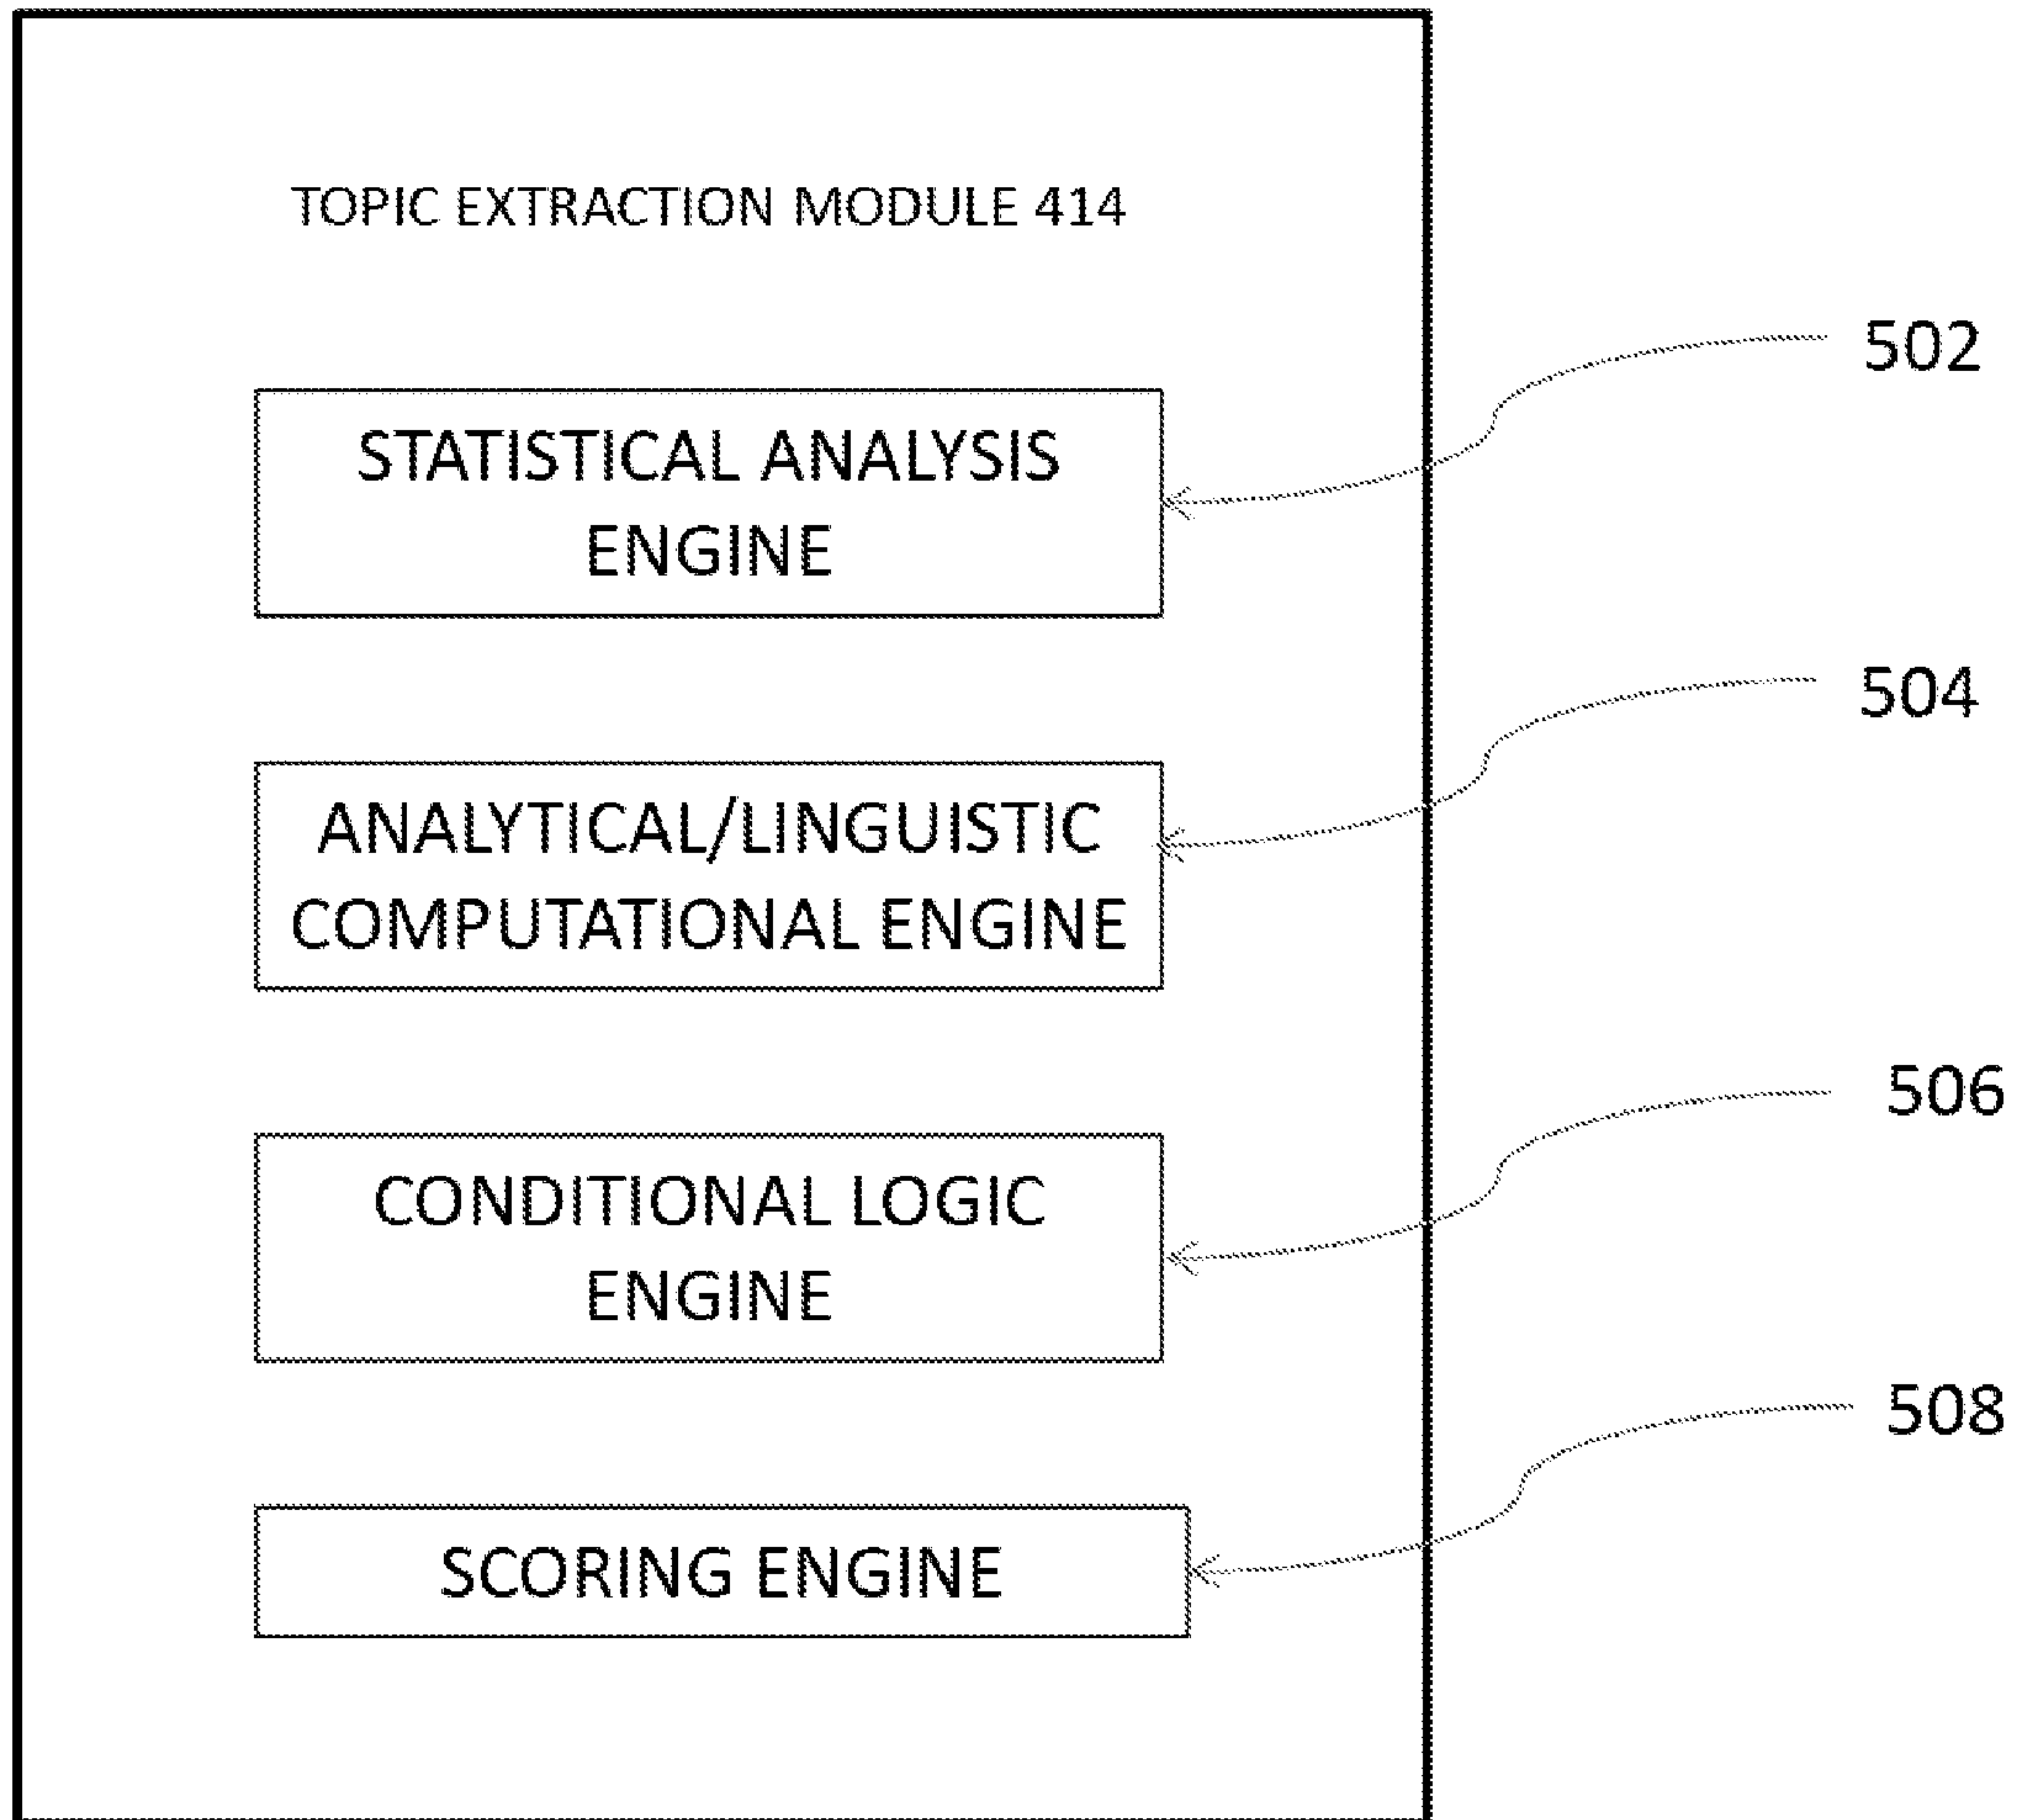 TOPIC EXTRACTION MODULE 414
502
STATISTICAL ANALYSIS
ENGINE
504
ANALYTICAL/LINGUISTIC
COMPUTATIONAL ENGINE
506
CONDITIONAL LOGIC
ENGINE
508
SCORING ENGINE